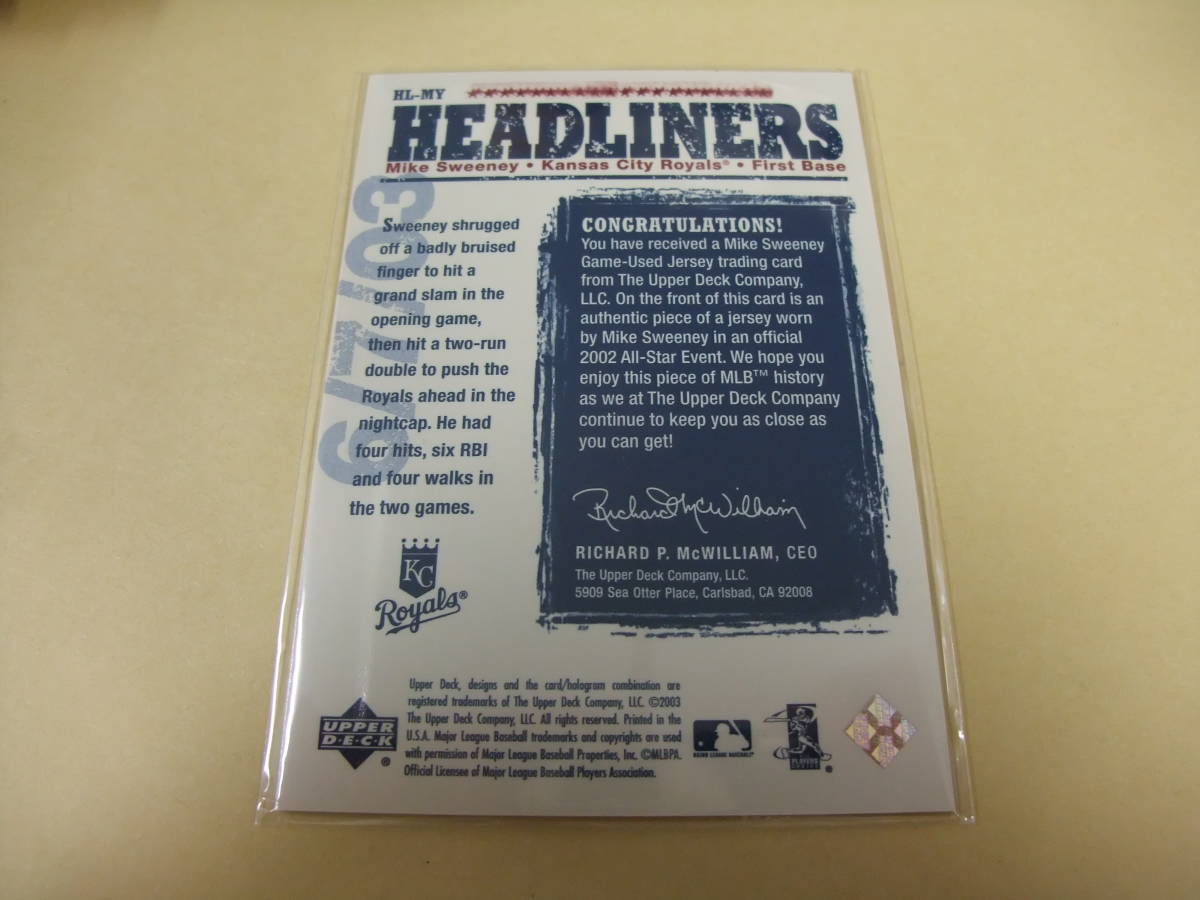 HL-MY
HEADLINERS
Mike Sweeney • Kansas City Royals® • First Base
6/7/03
Sweeney shrugged
off a badly bruised
finger to hit a
grand slam in the
opening game,
then hit a two-run
double to push the
Royals ahead in the
nightcap. He had
four hits, six RBI
and four walks in
the two games.
CONGRATULATIONS!
You have received a Mike Sweeney
Game-Used Jersey trading card
from The Upper Deck Company,
LLC. On the front of this card is an
authentic piece of a jersey worn
by Mike Sweeney in an official
2002 All-Star Event. We hope you
enjoy this piece of MLB™ history
as we at The Upper Deck Company
continue to keep you as close as
you can get!
Richard McWilliam
RICHARD P. McWILLIAM, CEO
The Upper Deck Company, LLC.
5909 Sea Otter Place, Carlsbad, CA 92008
KC
Royals®
Upper Deck, designs and the card/hologram combination are
registered trademarks of The Upper Deck Company, LLC. ©2003
The Upper Deck Company, LLC. All rights reserved. Printed in the
U.S.A. Major League Baseball trademarks and copyrights are used
with permission of Major League Baseball Properties, Inc. ©MLBPA.
Official Licensee of Major League Baseball Players Association.
UPPER
DECK®
MAJOR LEAGUE BASEBALL
PLAYERS
CHOICE